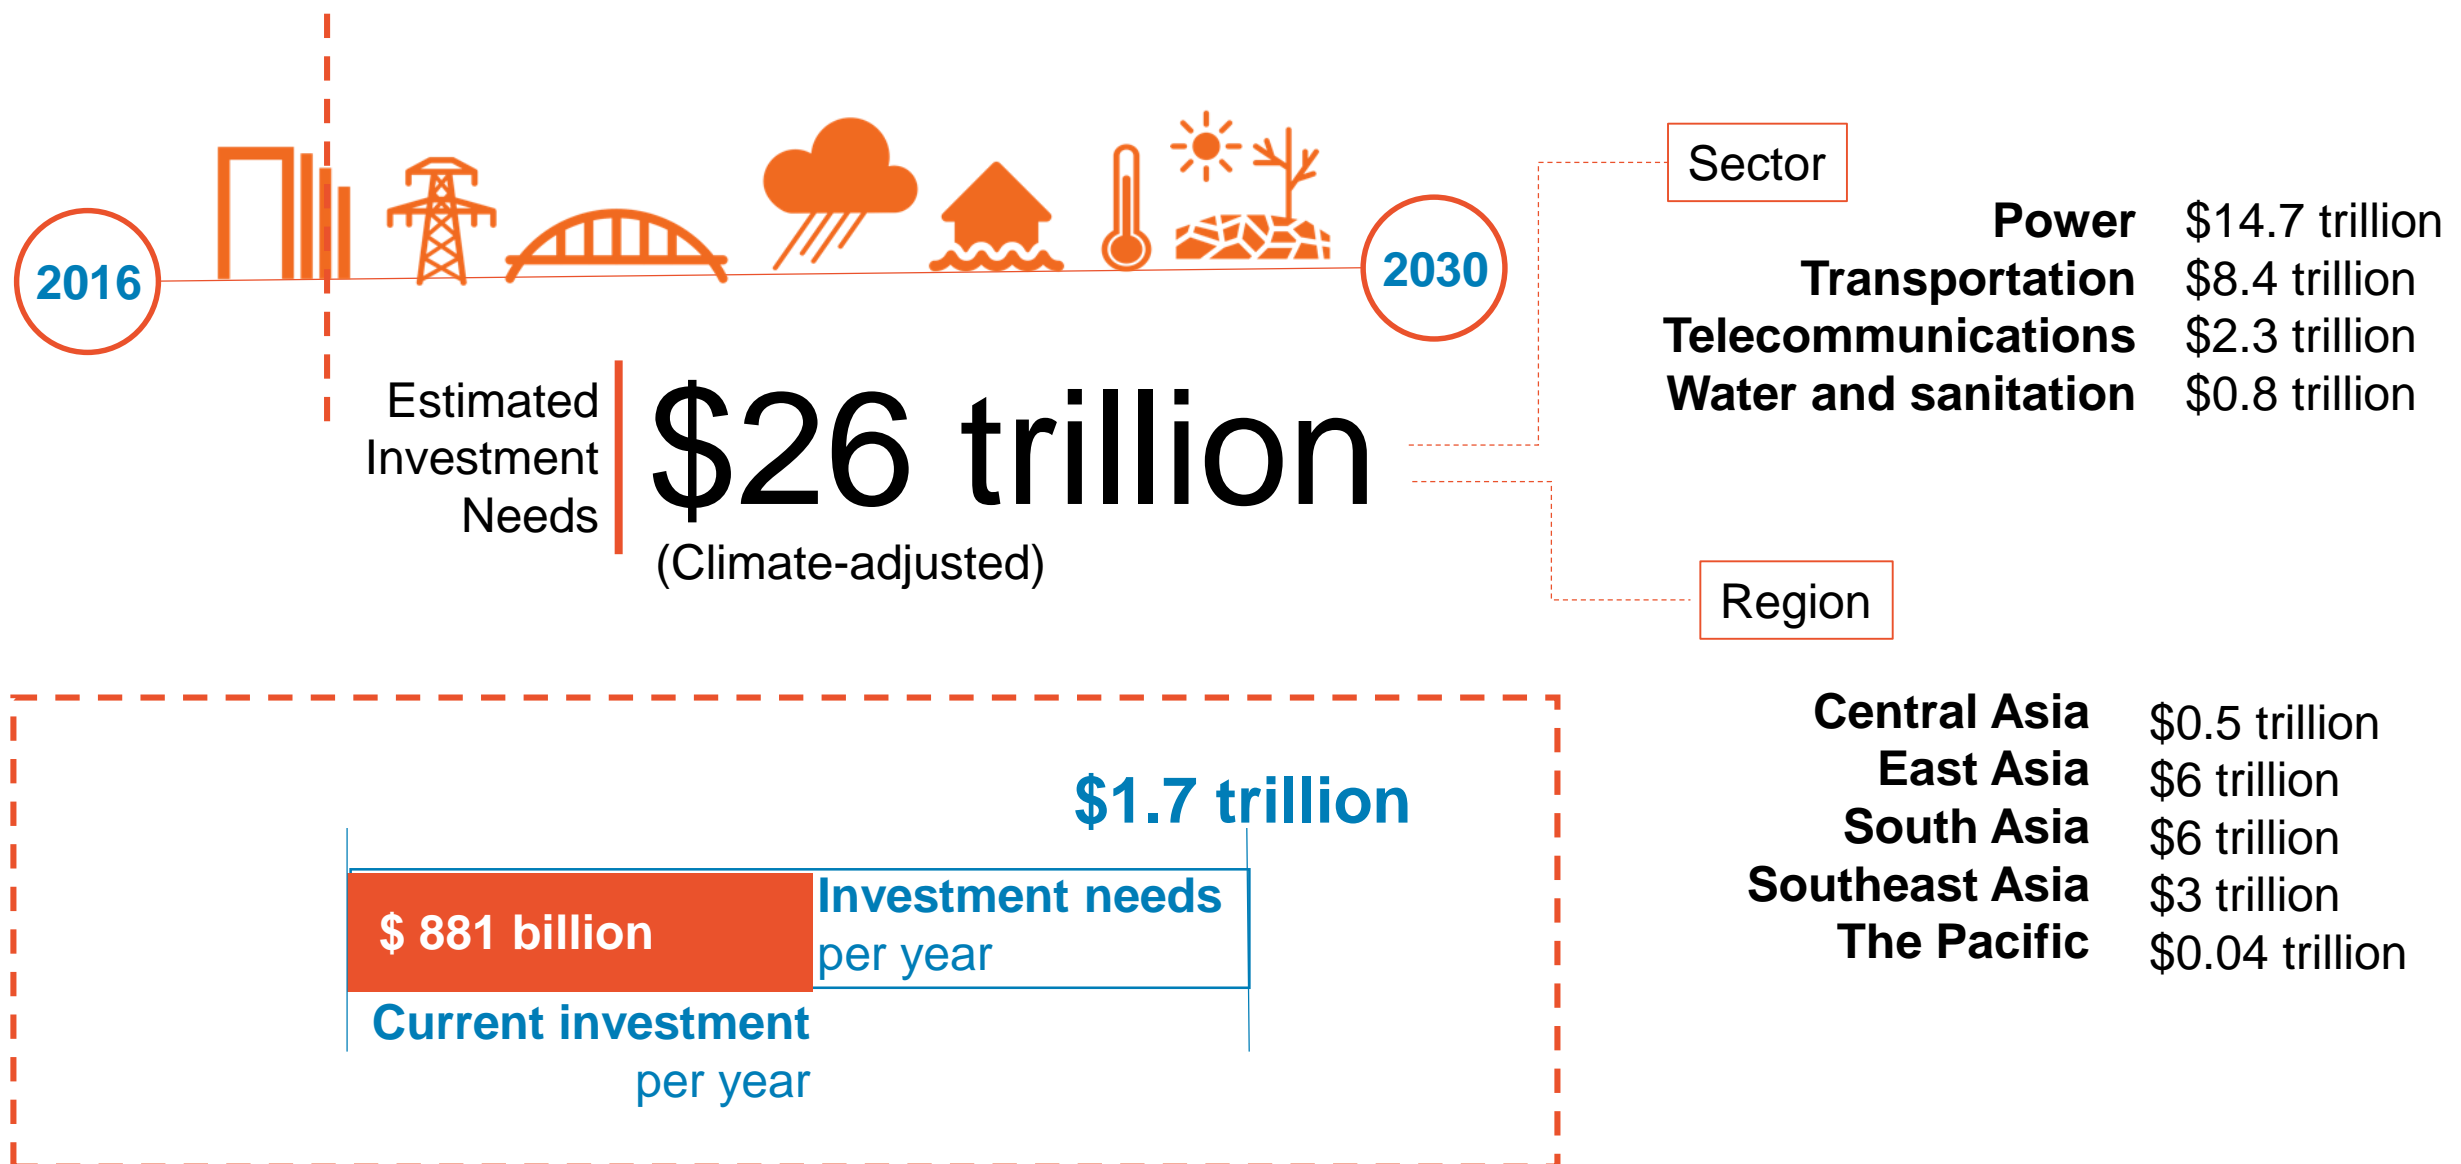 2016
2030
Estimated
Investment
Needs
$26 trillion
(Climate-adjusted)
Sector
Power $14.7 trillion
Transportation $8.4 trillion
Telecommunications $2.3 trillion
Water and sanitation $0.8 trillion
Region
Central Asia $0.5 trillion
East Asia $6 trillion
South Asia $6 trillion
Southeast Asia $3 trillion
The Pacific $0.04 trillion
$1.7 trillion
$ 881 billion
Investment needs
per year
Current investment
per year